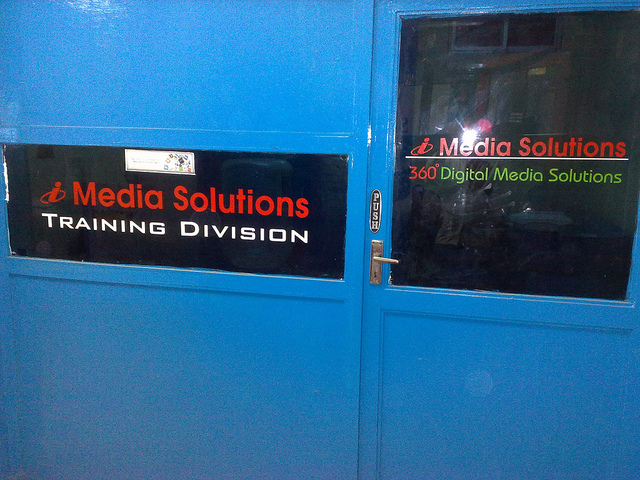 i Media Solutions
TRAINING DIVISION
PUSH
i Media Solutions
360° Digital Media Solutions